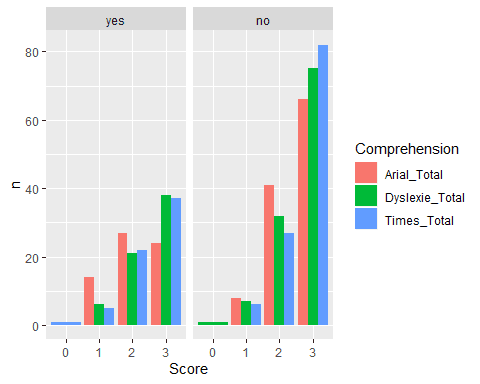 yes no
n
80
60
40
20
0
0 1 2 3 0 1 2 3
Score
Comprehension
Arial_Total
Dyslexie_Total
Times_Total